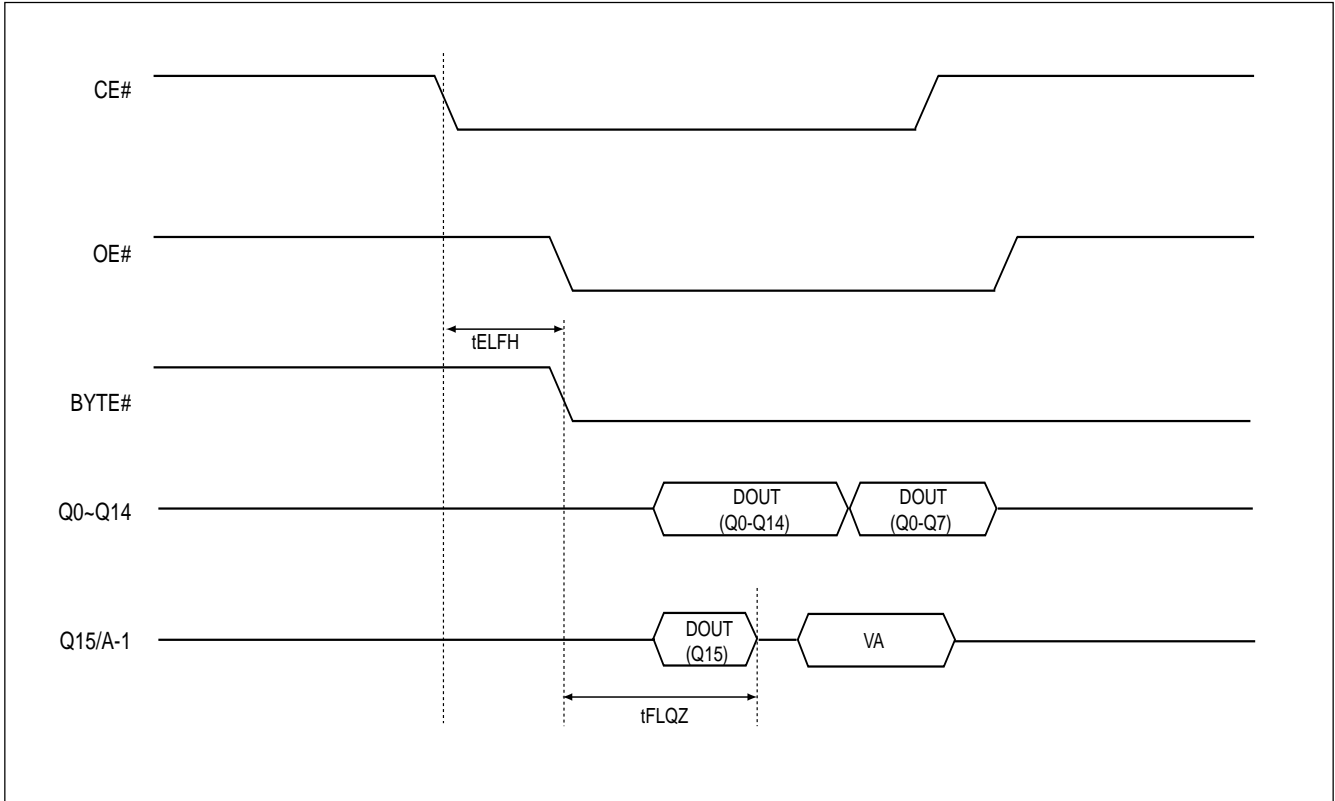 CE#
OE#
tELFH
BYTE#
Q0~Q14
DOUT
(Q0-Q14)
DOUT
(Q0-Q7)
Q15/A-1
DOUT
(Q15)
VA
tFLQZ